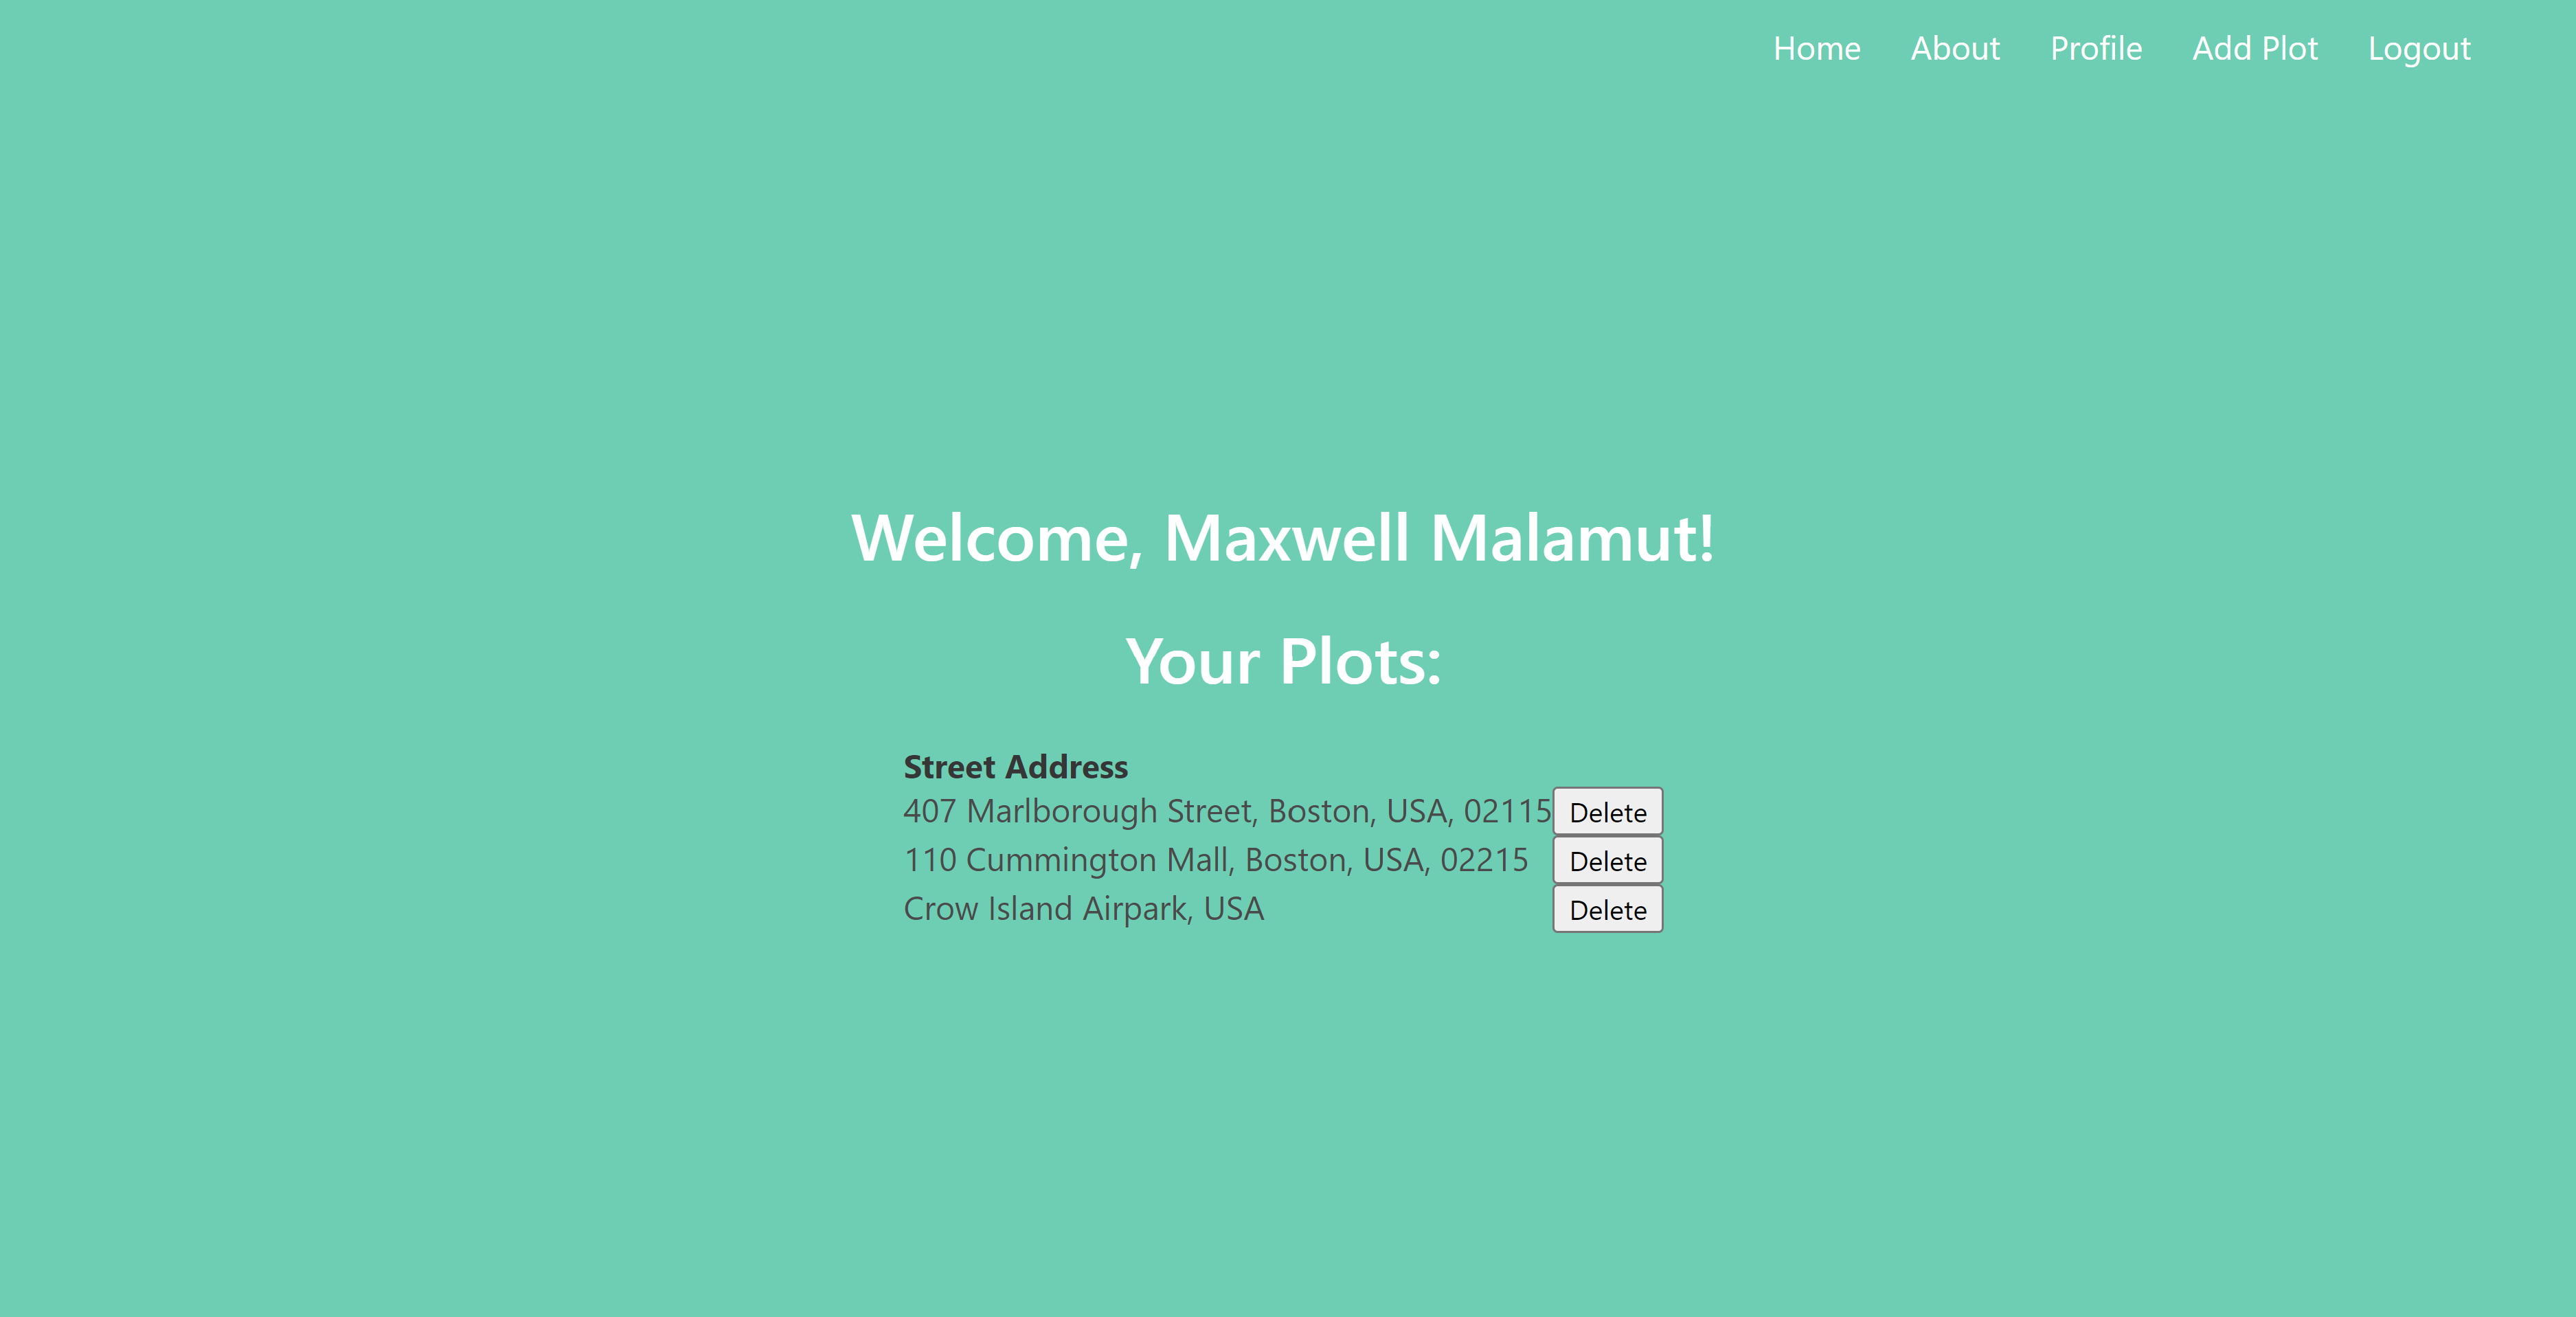 Home About Profile Add Plot Logout
Welcome, Maxwell Malamut!
Your Plots:
Street Address
407 Marlborough Street, Boston, USA, 02115 Delete
110 Cummington Mall, Boston, USA, 02215 Delete
Crow Island Airpark, USA Delete